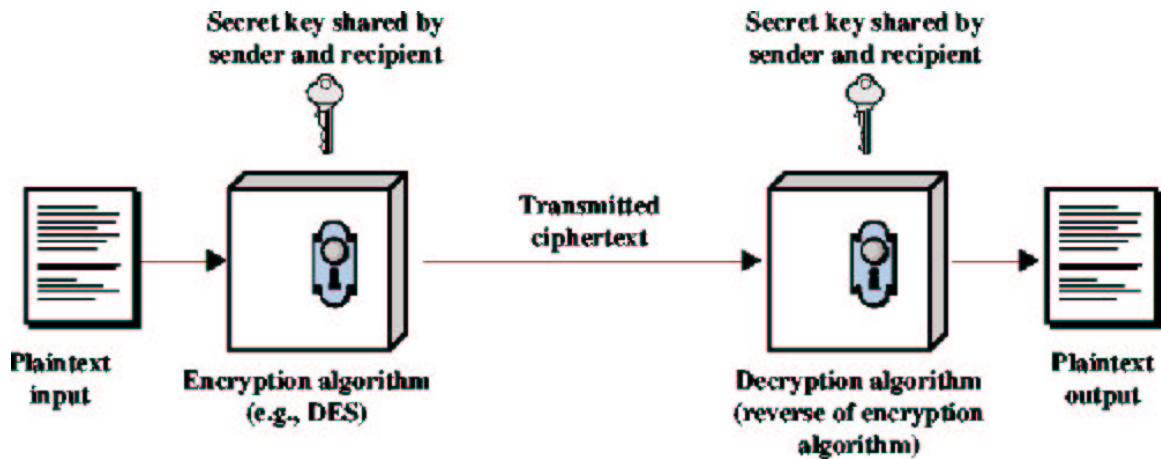 Secret key shared by
sender and recipient
Secret key shared by
sender and recipient
Transmitted
ciphertext
Plaintext
input
Encryption algorithm
(e.g., DES)
Decryption algorithm
(reverse of encryption
algorithm)
Plaintext
output